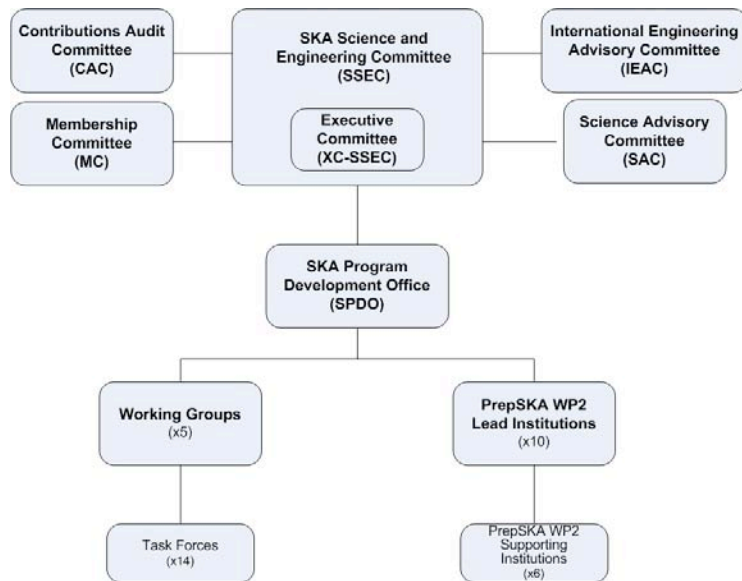 Contributions Audit
Committee
(CAC)
SKA Science and
Engineering Committee
(SSEC)
International Engineering
Advisory Committee
(IEAC)
Membership
Committee
(MC)
Executive
Committee
(XC-SSEC)
Science Advisory
Committee
(SAC)
SKA Program
Development Office
(SPDO)
Working Groups
(x5)
PrepSKA WP2
Lead Institutions
(x10)
Task Forces
(x14)
PrepSKA WP2
Supporting
Institutions
(x6)